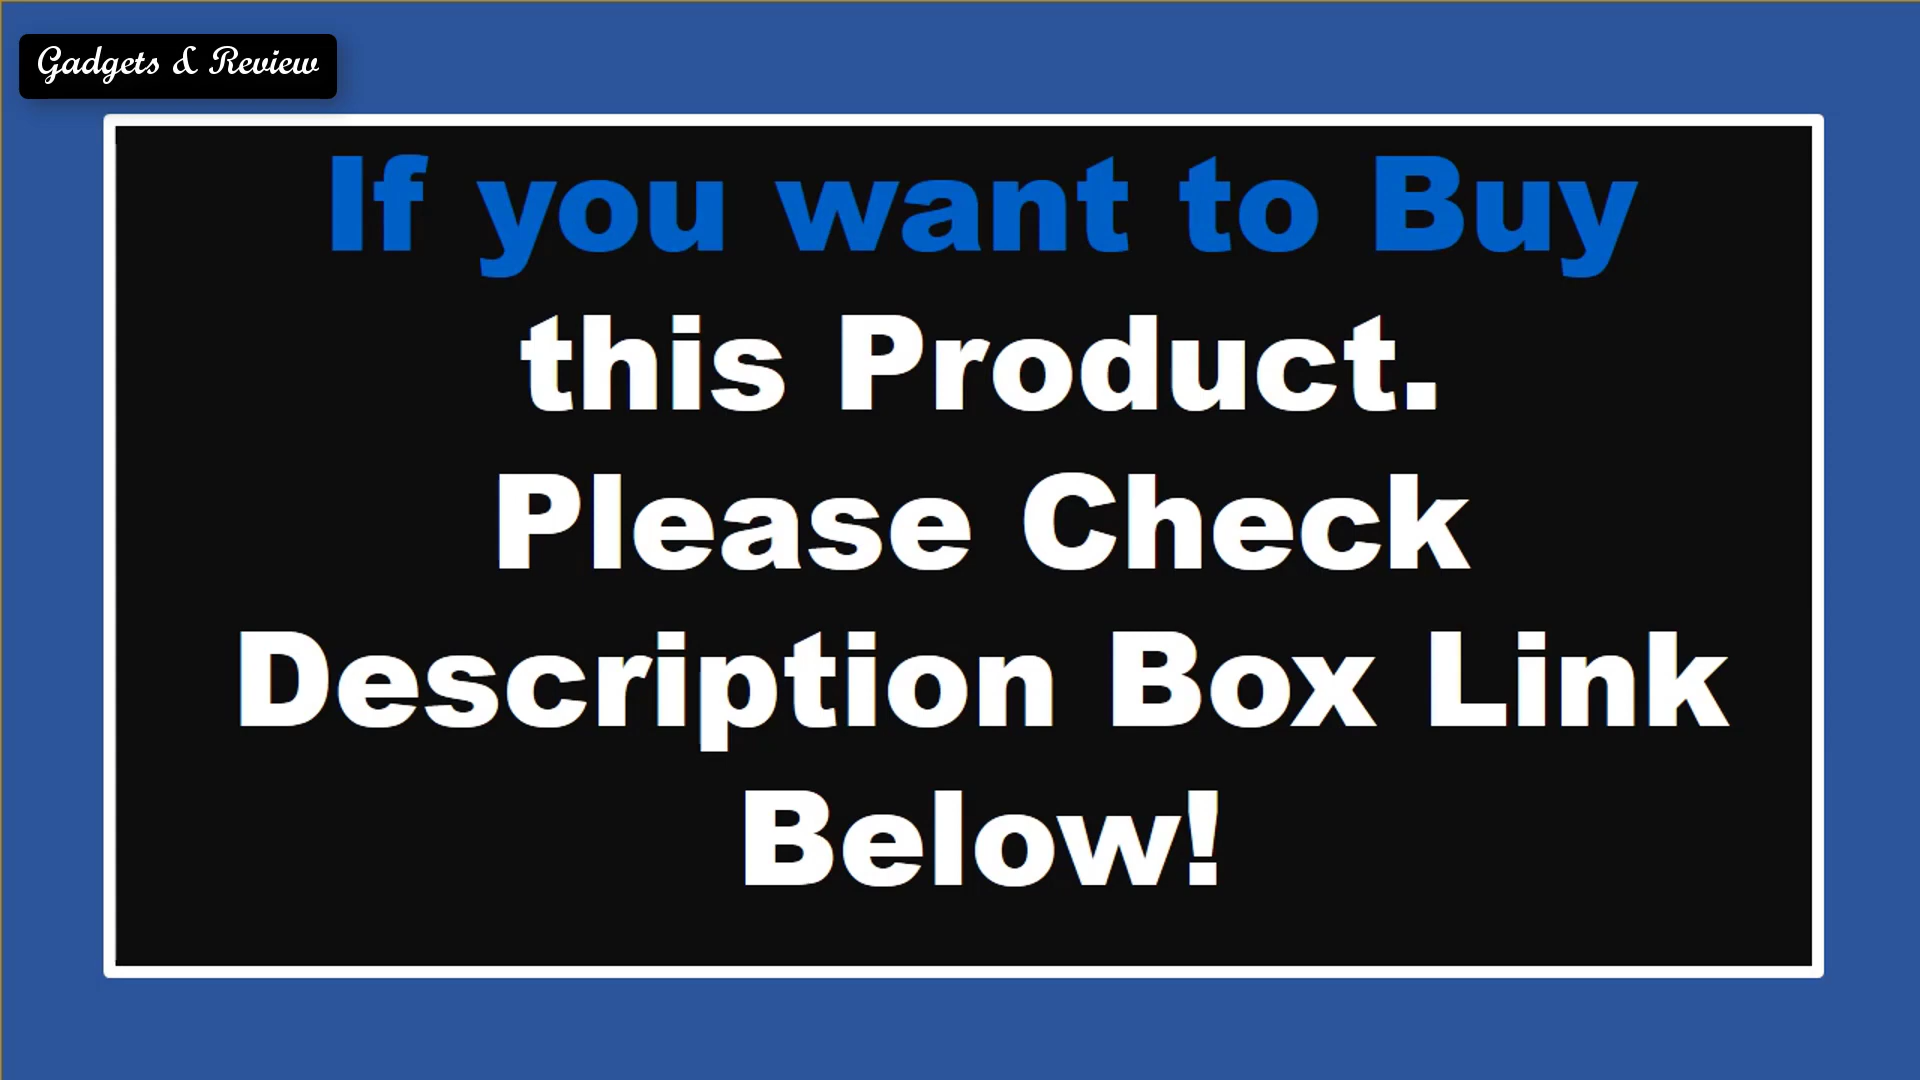 Gadgets & Review
If you want to Buy
this Product.
Please Check
Description Box Link
Below!